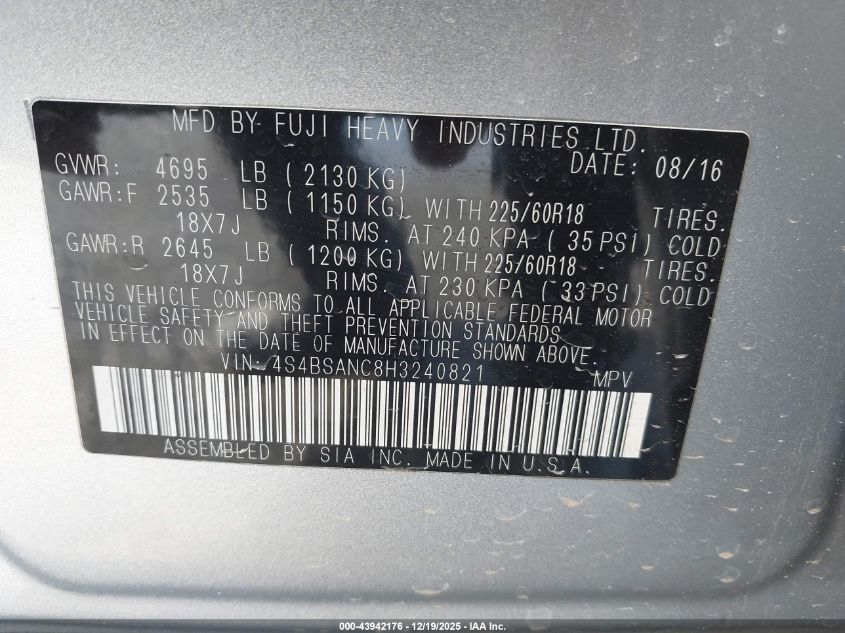 MFD BY FUJI HEAVY INDUSTRIES LTD.
DATE: 08/16
GVWR: 4695 LB ( 2130 KG)
GAWR:F 2535 LB ( 1150 KG) WITH 225/60R18 TIRES.
18X7J RIMS. AT 240 KPA ( 35 PSI) COLD
GAWR:R 2645 LB ( 1200 KG) WITH 225/60R18 TIRES.
18X7J RIMS. AT 230 KPA ( 33 PSI) COLD
THIS VEHICLE CONFORMS TO ALL APPLICABLE FEDERAL MOTOR
VEHICLE SAFETY AND THEFT PREVENTION STANDARDS
IN EFFECT ON THE DATE OF MANUFACTURE SHOWN ABOVE.
VIN: 4S4BSANC8H3240821 MPV
ASSEMBLED BY SIA INC. MADE IN U.S.A.
000-43942176 - 12/19/2025 - IAA Inc.